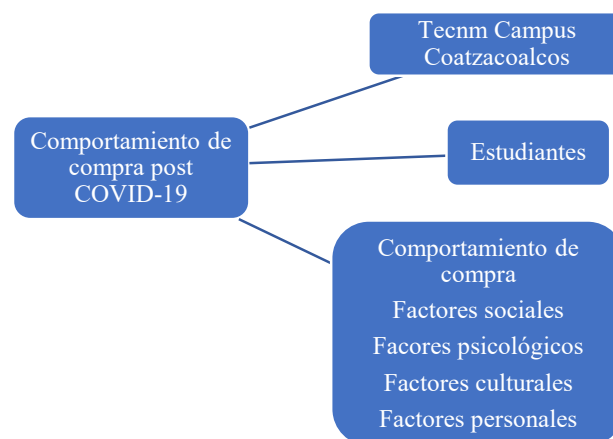 Tecnm Campus
Coatzacoalcos
Comportamiento de
compra post
COVID-19
Estudiantes
Comportamiento de
compra
Factores sociales
Facores psicológicos
Factores culturales
Factores personales